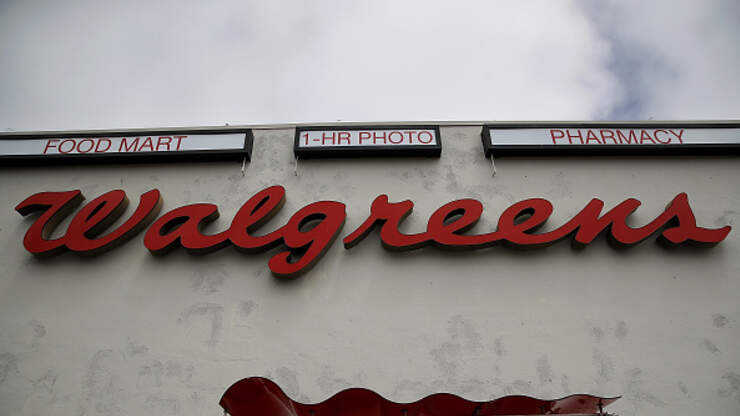 FOOD MART
1-HR PHOTO
PHARMACY
Walgreens